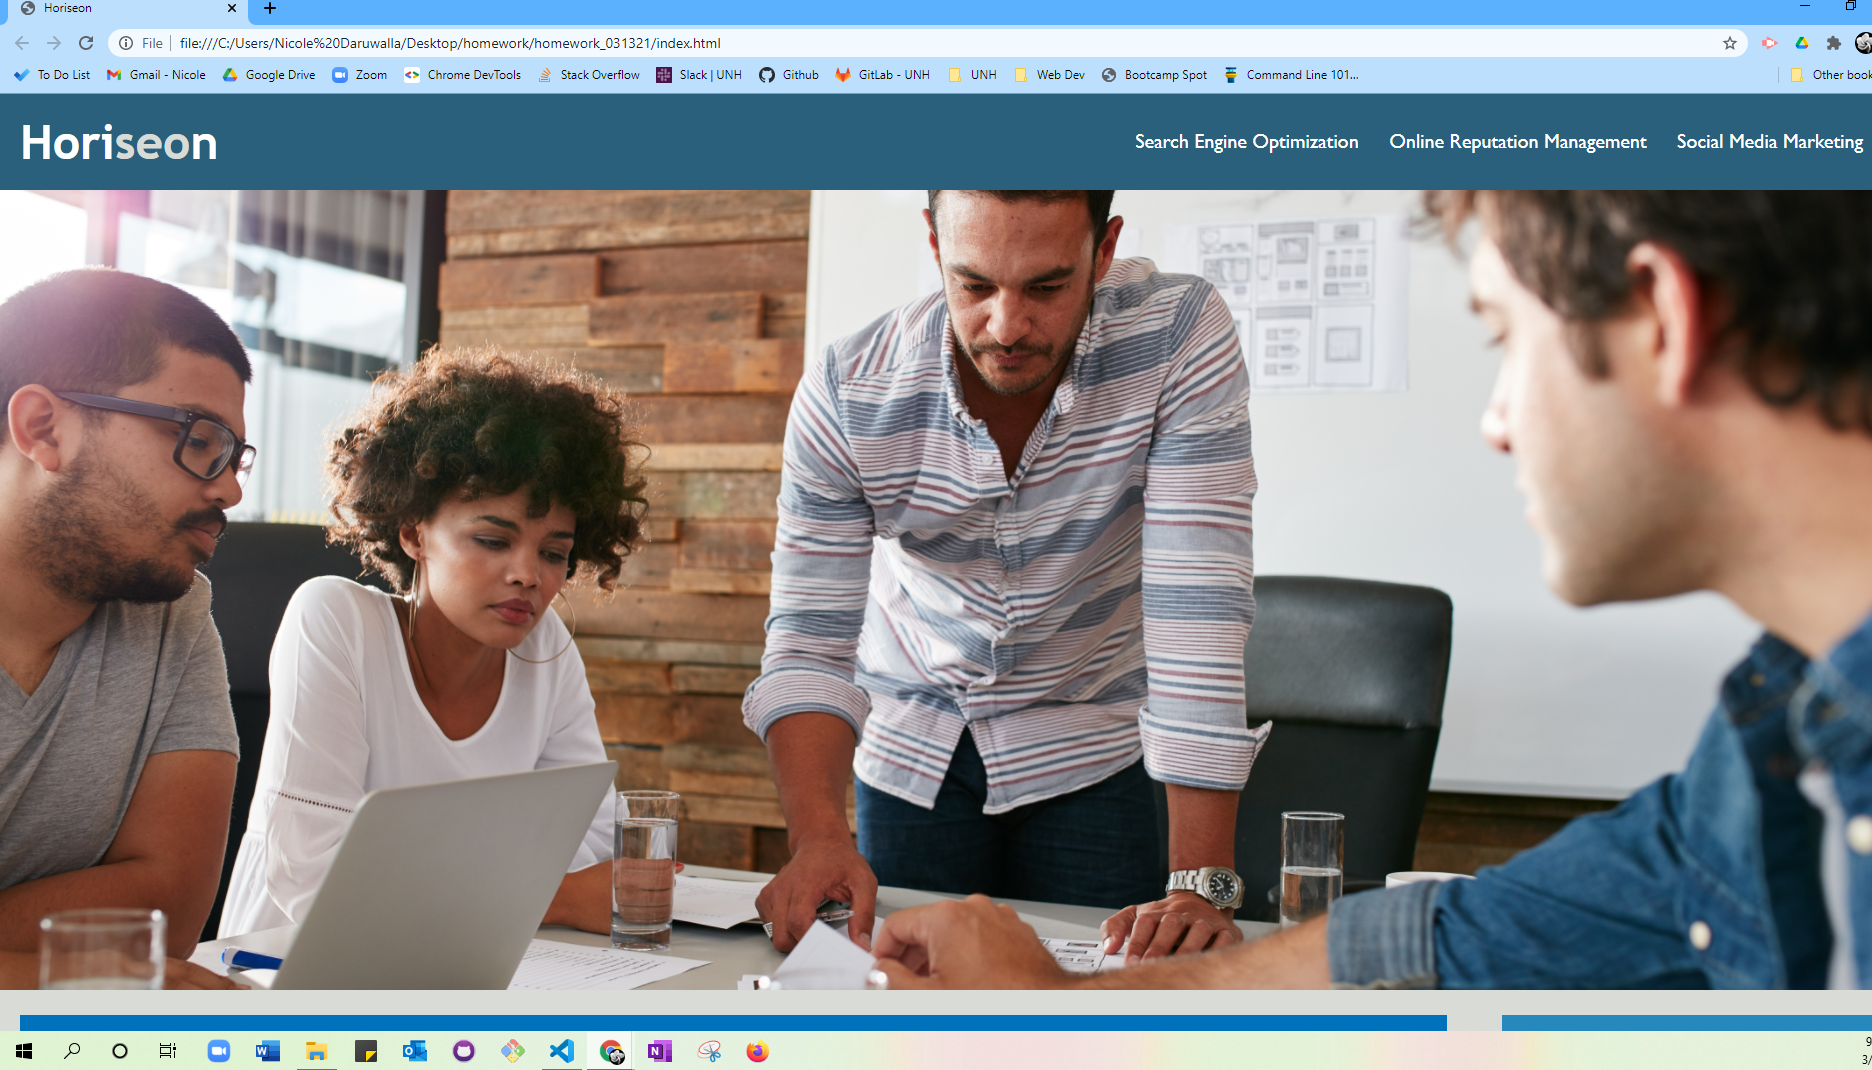 Horiseon
File file:///C:/Users/Nicole%20Daruwalla/Desktop/homework/homework_031321/index.html
To Do List Gmail - Nicole Google Drive Zoom Chrome DevTools Stack Overflow Slack | UNH Github GitLab - UNH UNH Web Dev Bootcamp Spot Command Line 101... Other book
Horiseon Search Engine Optimization Online Reputation Management Social Media Marketing
9
3/